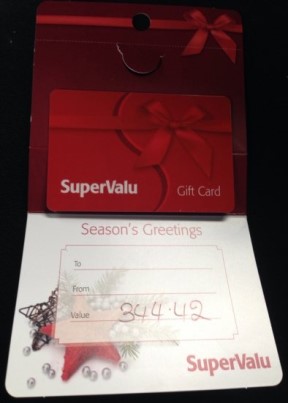 SuperValu Gift Card
Season's Greetings
To
From
Value 344.42
SuperValu